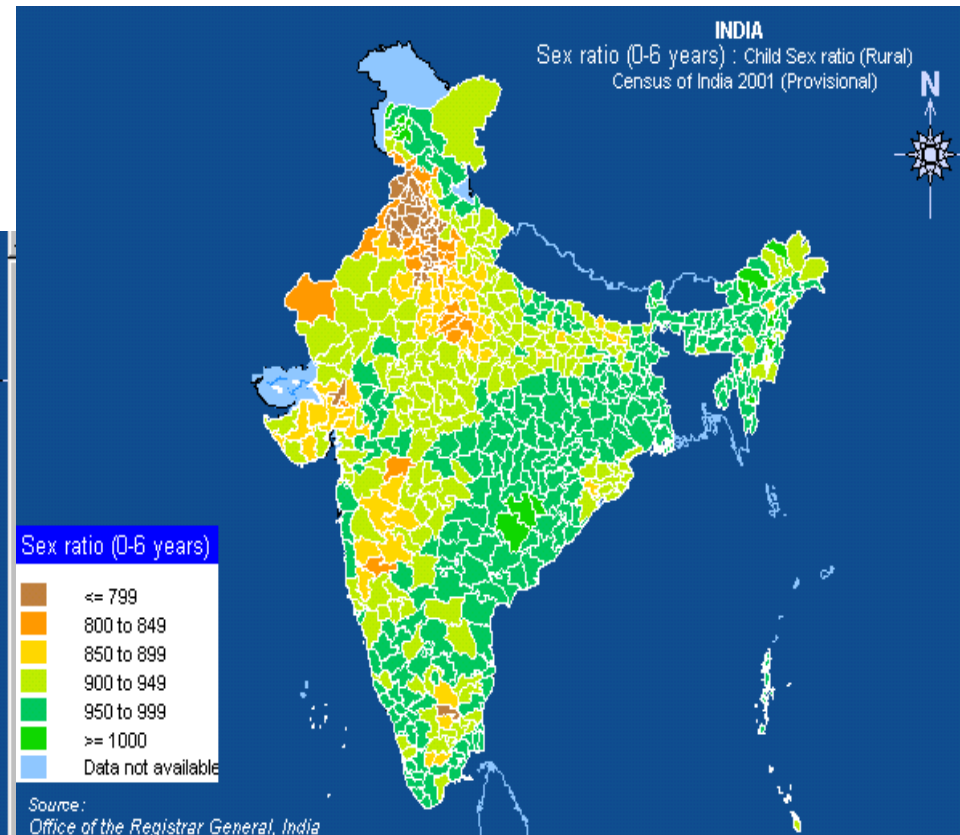 INDIA
Sex ratio (0-6 years) : Child Sex ratio (Rural)
Census of India 2001 (Provisional)
N
Sex ratio (0-6 years)
<= 799
800 to 849
850 to 899
900 to 949
950 to 999
>= 1000
Data not available
Source:
Office of the Registrar General, India